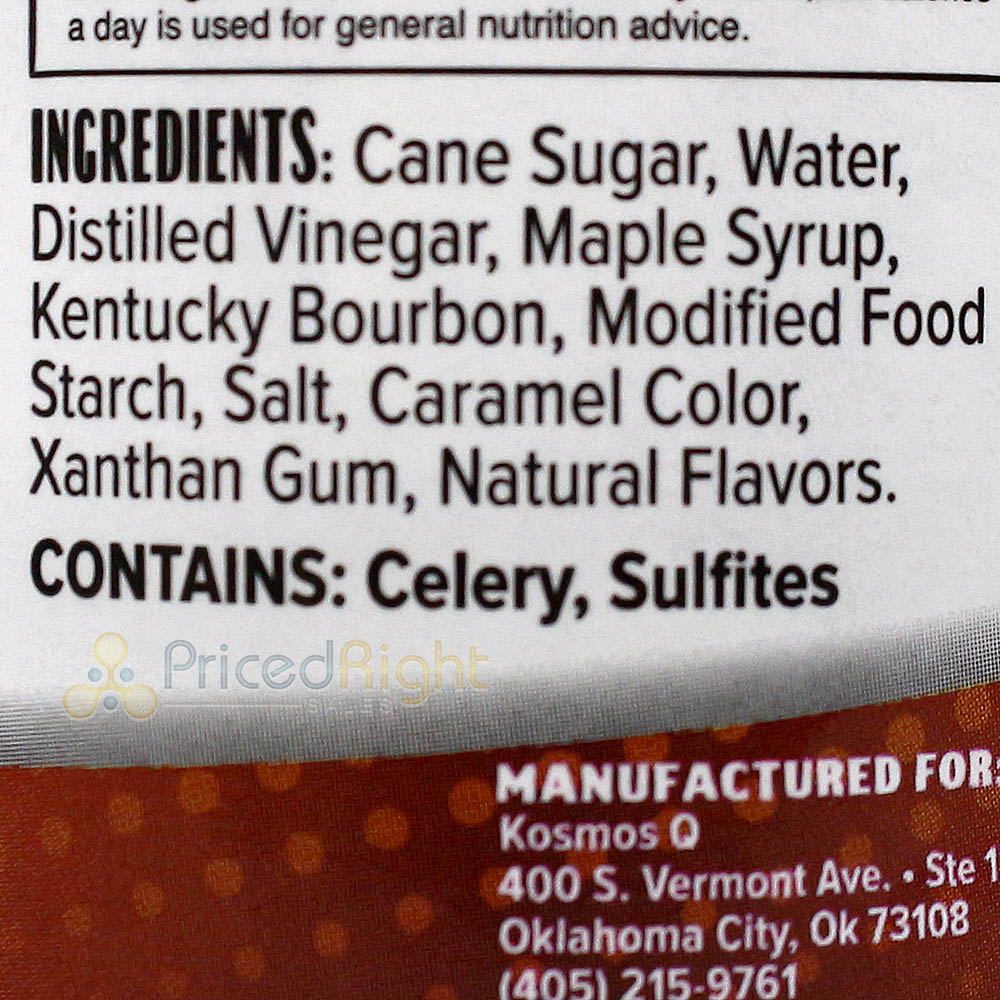 a day is used for general nutrition advice.
INGREDIENTS: Cane Sugar, Water,
Distilled Vinegar, Maple Syrup,
Kentucky Bourbon, Modified Food
Starch, Salt, Caramel Color,
Xanthan Gum, Natural Flavors.
CONTAINS: Celery, Sulfites
PricedRight
SALES
MANUFACTURED FOR:
Kosmos Q
400 S. Vermont Ave. • Ste 1
Oklahoma City, Ok 73108
(405) 215-9761